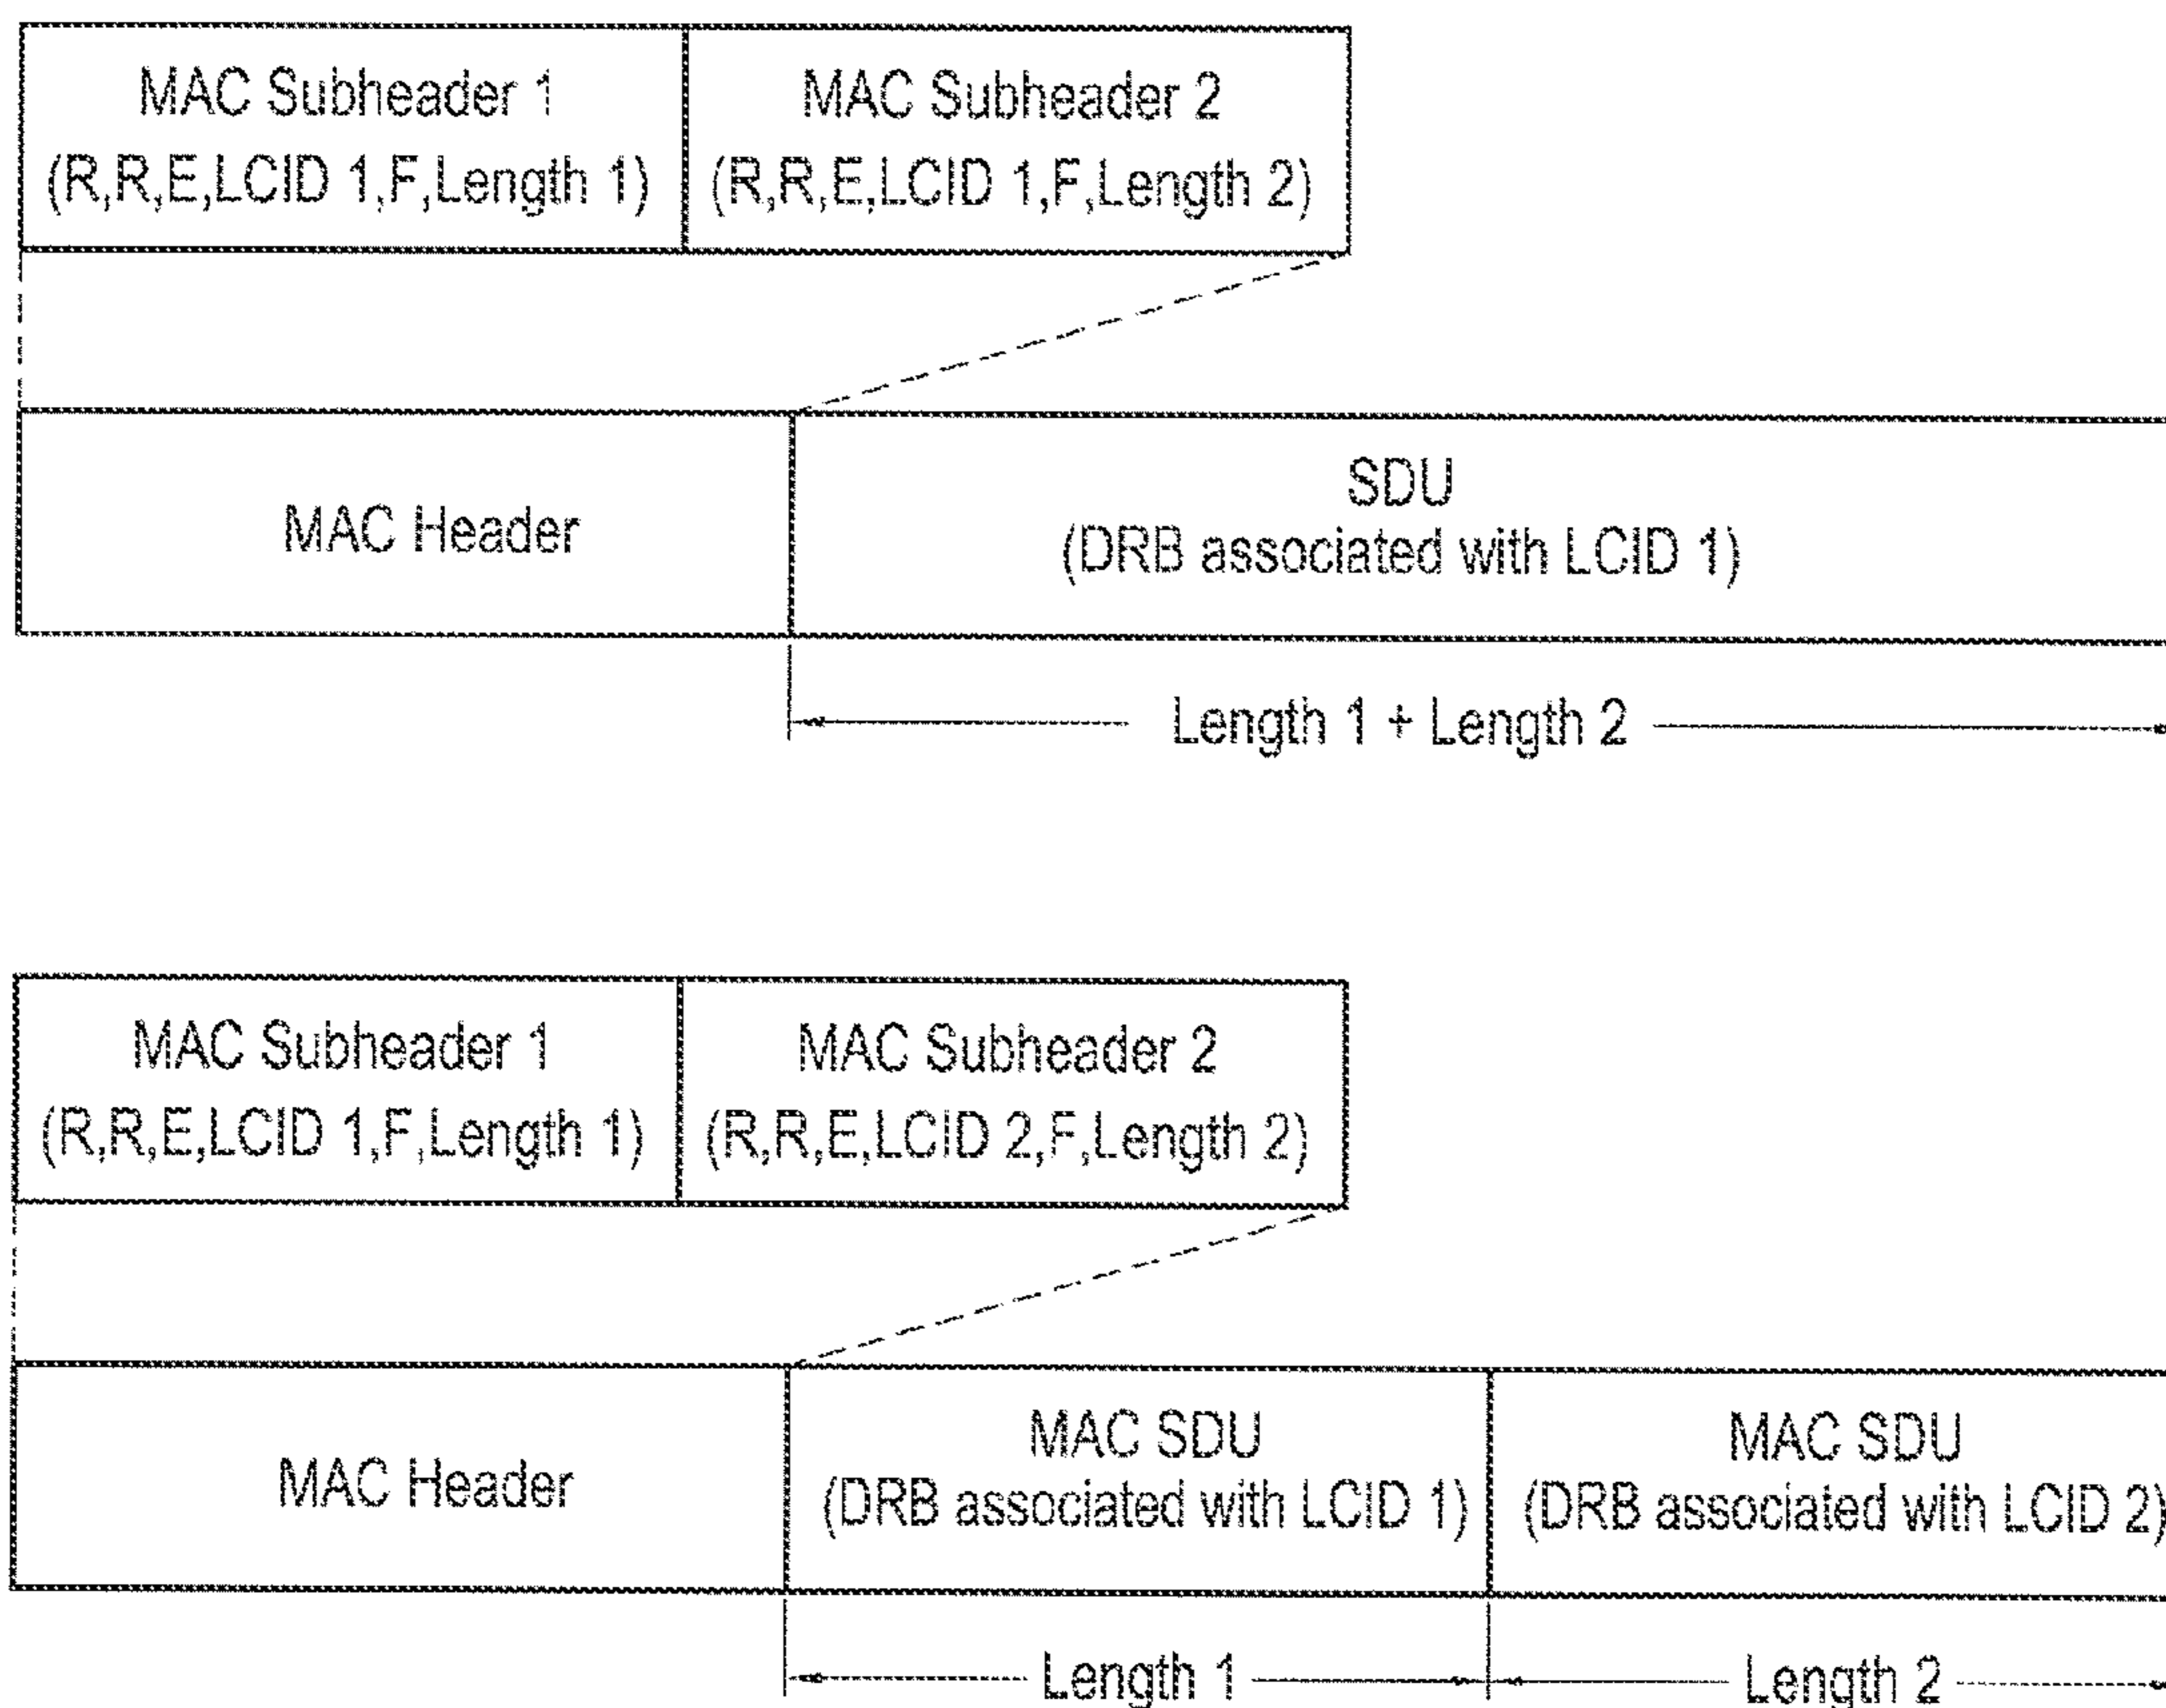 MAC Subheader 1
(R,R,E,LCID 1,F,Length 1)
MAC Subheader 2
(R,R,E,LCID 1,F,Length 2)
MAC Header
SDU
(DRB associated with LCID 1)
Length 1 + Length 2
MAC Subheader 1
(R,R,E,LCID 1,F,Length 1)
MAC Subheader 2
(R,R,E,LCID 2,F,Length 2)
MAC Header
MAC SDU
(DRB associated with LCID 1)
MAC SDU
(DRB associated with LCID 2)
Length 1
Length 2